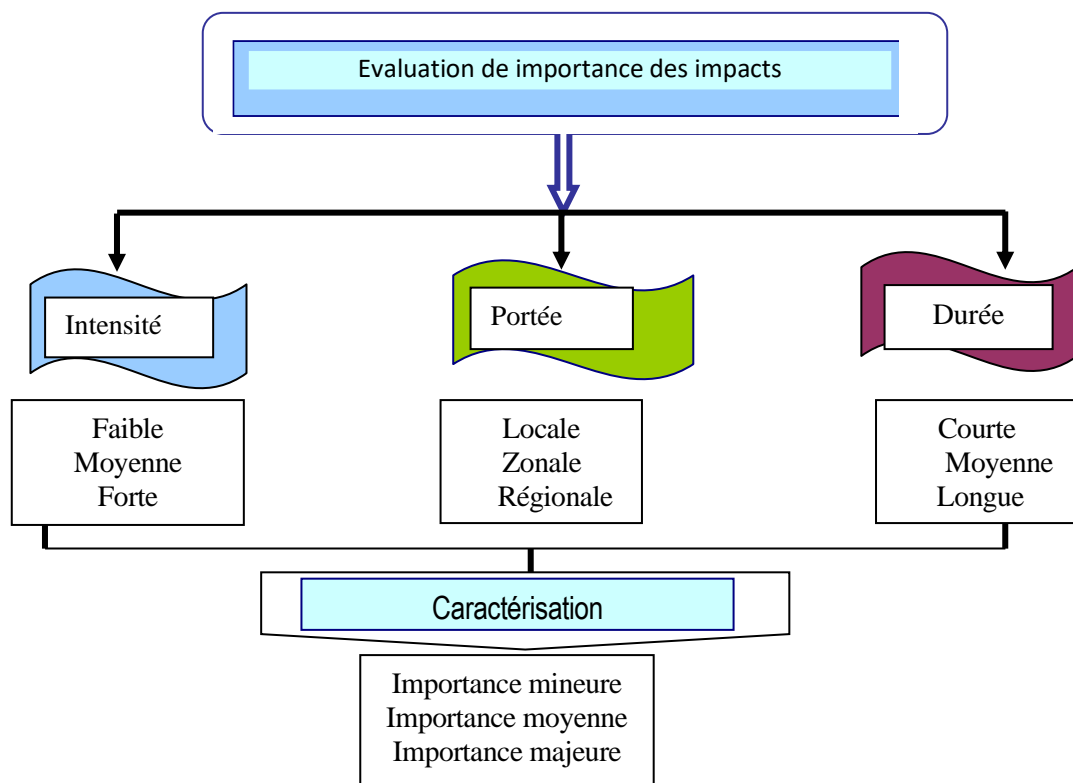 Evaluation de importance des impacts
Intensité
Portée
Durée
Faible
Moyenne
Forte
Locale
Zonale
Régionale
Courte
Moyenne
Longue
Caractérisation
Importance mineure
Importance moyenne
Importance majeure